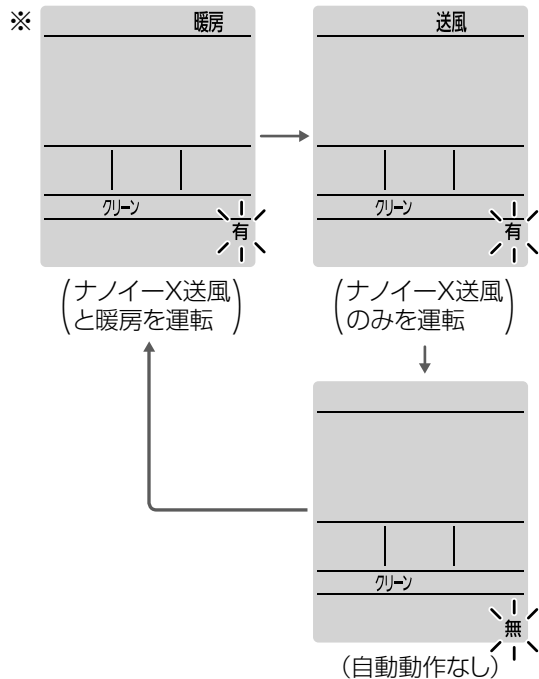 ※
暖房
クリーン
有
(ナノイーX送風
と暖房を運転)
送風
クリーン
有
(ナノイーX送風
のみを運転)
クリーン
無
(自動動作なし)